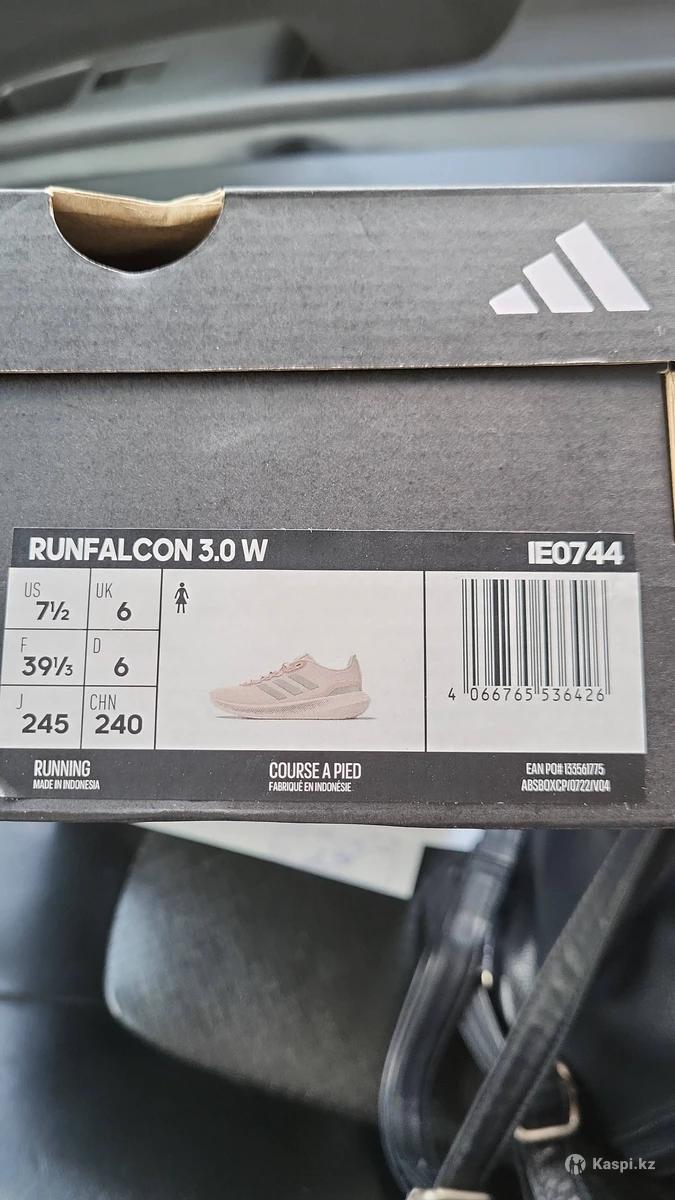 RUNFALCON 3.0 W IE0744
US 7½ UK 6
F 39⅓ D 6
J 245 CHN 240
4 066765 536426
RUNNING COURSE A PIED EAN PO# 133561775
MADE IN INDONESIA FABRIQUÉ EN INDONÉSIE ABSBOXCP/0722/V04
Kaspi.kz